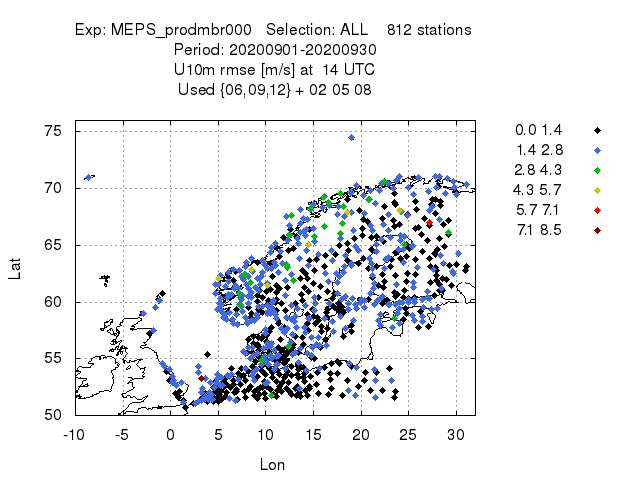 Exp: MEPS_prodmbr000 Selection: ALL 812 stations
Period: 20200901-20200930
U10m rmse [m/s] at 14 UTC
Used {06,09,12} + 02 05 08
75
70
65
60
55
50
-10 -5 0 5 10 15 20 25 30
Lat
Lon
0.0 1.4
1.4 2.8
2.8 4.3
4.3 5.7
5.7 7.1
7.1 8.5